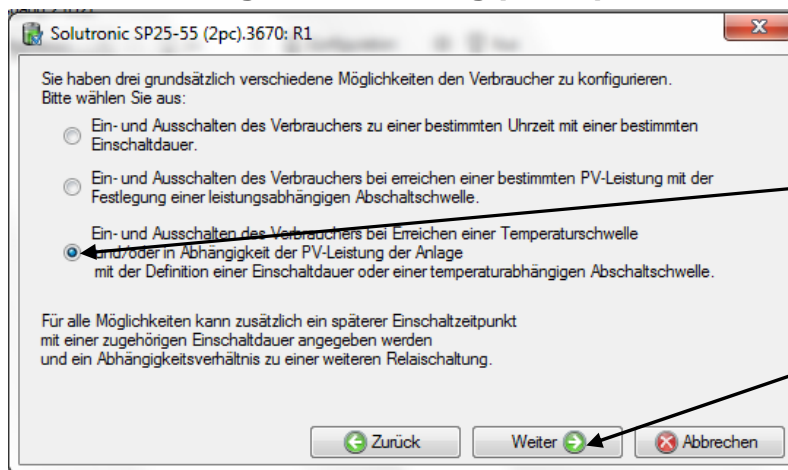 Solutronic SP25-55 (2pc).3670: R1
Sie haben drei grundsätzlich verschiedene Möglichkeiten den Verbraucher zu konfigurieren.
Bitte wählen Sie aus:
Ein- und Ausschalten des Verbrauchers zu einer bestimmten Uhrzeit mit einer bestimmten
Einschaltdauer.
Ein- und Ausschalten des Verbrauchers bei erreichen einer bestimmten PV-Leistung mit der
Festlegung einer leistungsabhängigen Abschaltschwelle.
Ein- und Ausschalten des Verbrauchers bei Erreichen einer Temperaturschwelle
und/oder in Abhängigkeit der PV-Leistung der Anlage
mit der Definition einer Einschaltdauer oder einer temperaturabhängigen Abschaltschwelle.
Für alle Möglichkeiten kann zusätzlich ein späterer Einschaltzeitpunkt
mit einer zugehörigen Einschaltdauer angegeben werden
und ein Abhängigkeitsverhältnis zu einer weiteren Relaischaltung.
Zurück Weiter Abbrechen